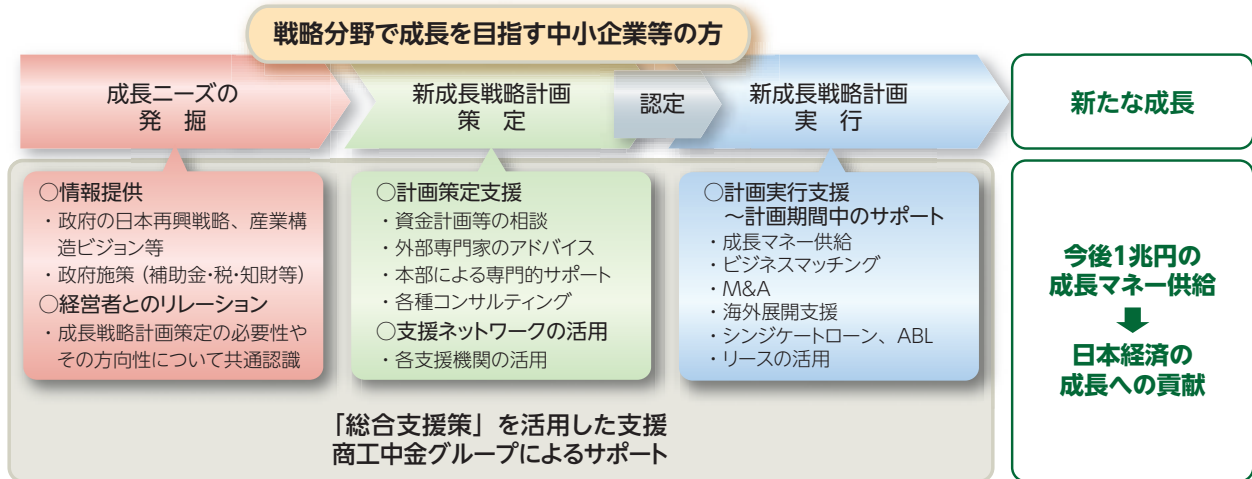 戦略分野で成長を目指す中小企業等の方
成長ニーズの
発 掘
新成長戦略計画
策 定
認定
新成長戦略計画
実 行
新たな成長
○情報提供
・政府の日本再興戦略、産業構
造ビジョン等
・政府施策（補助金・税・知財等）
○経営者とのリレーション
・成長戦略計画策定の必要性や
その方向性について共通認識
○計画策定支援
・資金計画等の相談
・外部専門家のアドバイス
・本部による専門的サポート
・各種コンサルティング
○支援ネットワークの活用
・各支援機関の活用
○計画実行支援
～計画期間中のサポート
・成長マネー供給
・ビジネスマッチング
・M&A
・海外展開支援
・シンジケートローン、ABL
・リースの活用
今後1兆円の
成長マネー供給
日本経済の
成長への貢献
「総合支援策」を活用した支援
商工中金グループによるサポート